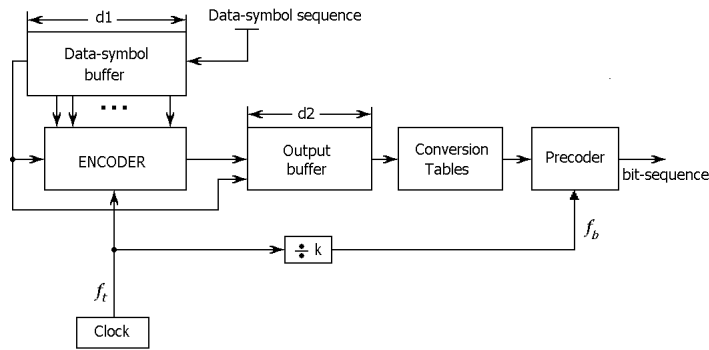 d1
Data-symbol sequence
Data-symbol
buffer
...
d2
ENCODER
Output
buffer
Conversion
Tables
Precoder
bit-sequence
÷ k
f_b
f_t
Clock